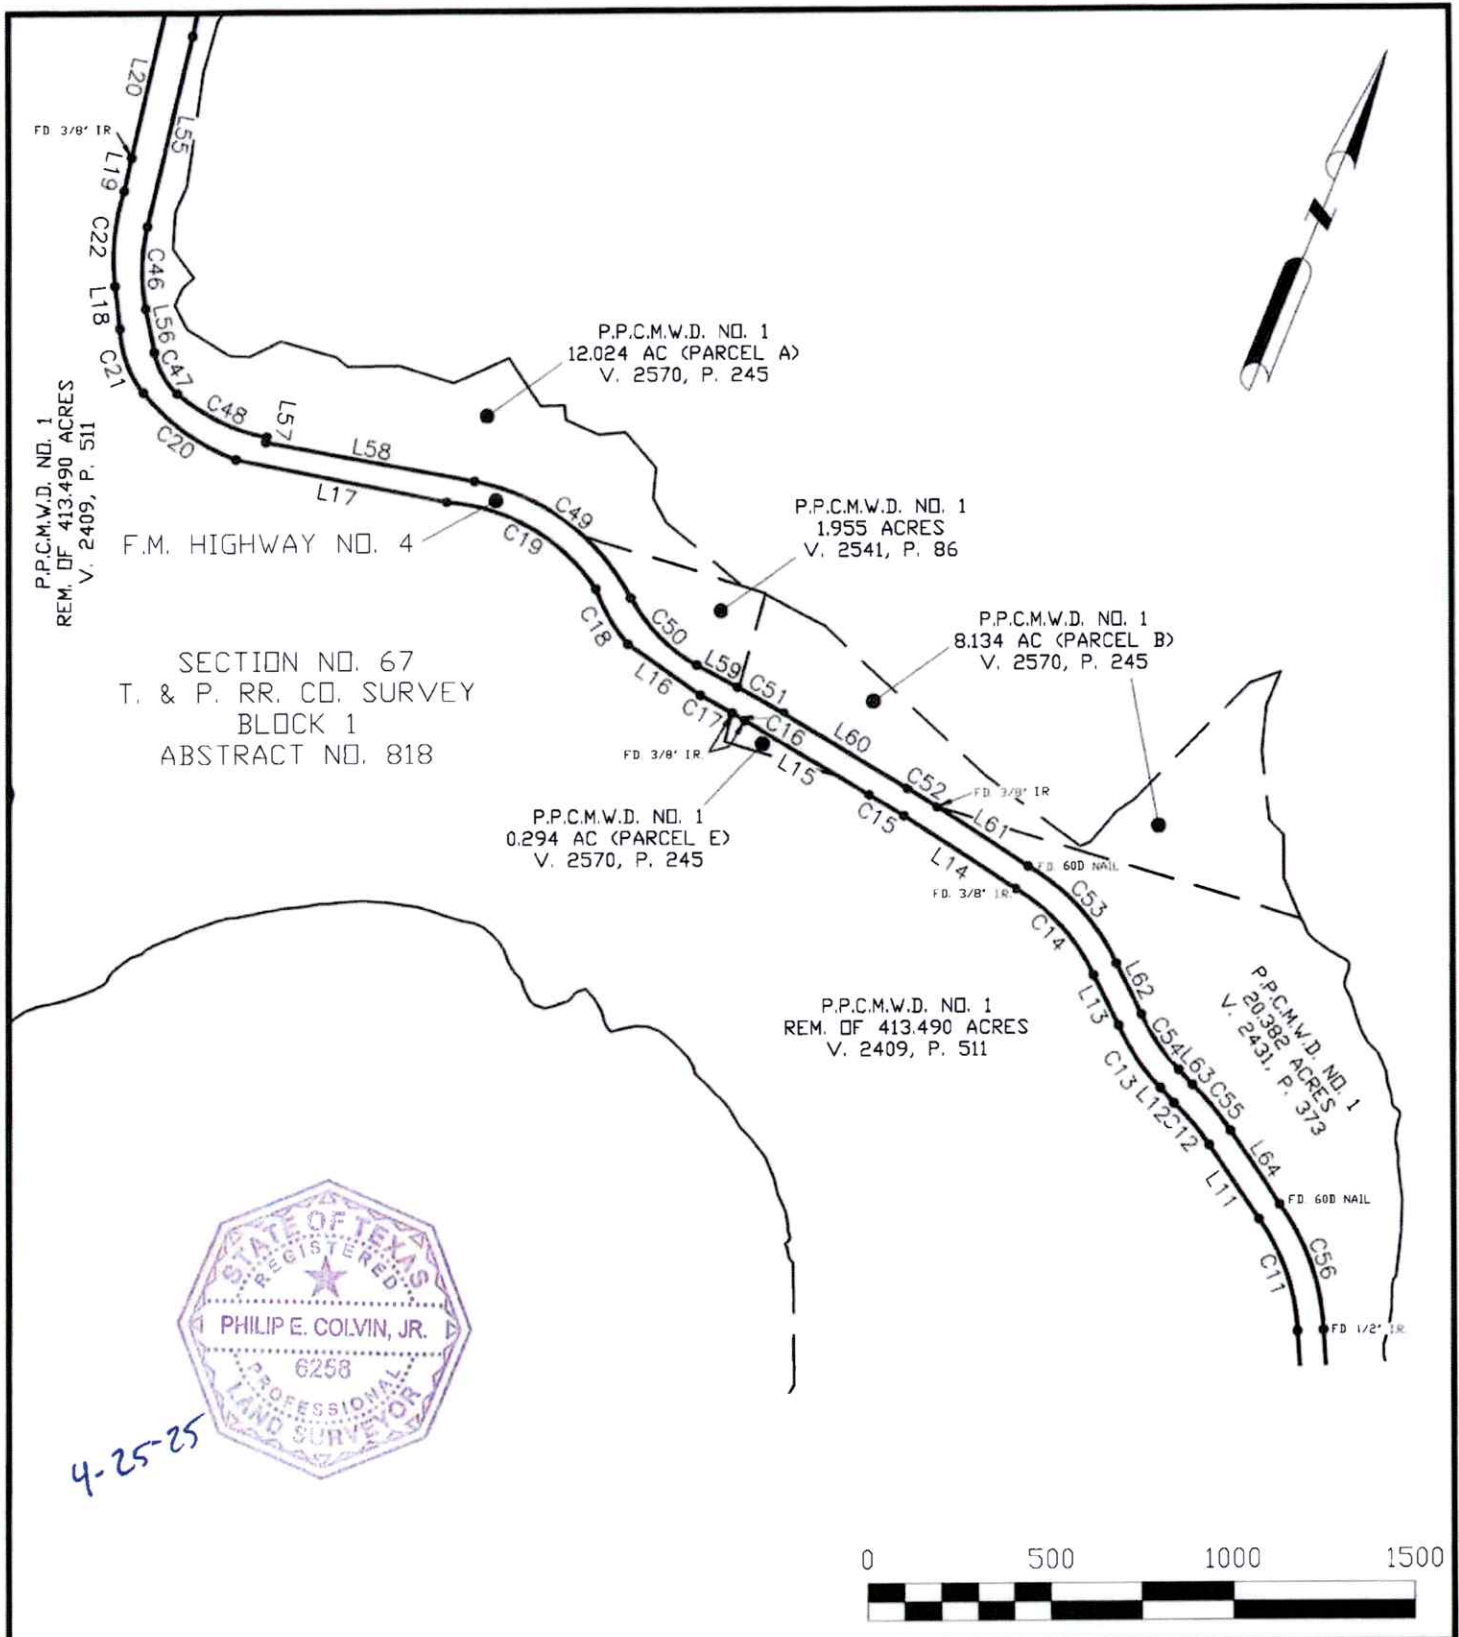 L20
FD 3/8' IR
L55
L19
C22
C46
L18
L56
C21
C47
C48
L57
C20
L58
L17
P.P.C.M.W.D. NO. 1
12.024 AC (PARCEL A)
V. 2570, P. 245
P.P.C.M.W.D. NO. 1
REM. OF 413.490 ACRES
V. 2409, P. 511
F.M. HIGHWAY NO. 4
C49
C19
P.P.C.M.W.D. NO. 1
1.955 ACRES
V. 2541, P. 86
C18
C50
P.P.C.M.W.D. NO. 1
8.134 AC (PARCEL B)
V. 2570, P. 245
SECTION NO. 67
T. & P. RR. CO. SURVEY
BLOCK 1
ABSTRACT NO. 818
L16
L59
C51
C17
C16
L60
FD 3/8' IR.
L15
C52
FD 3/8' IR
C15
L61
P.P.C.M.W.D. NO. 1
0.294 AC (PARCEL E)
V. 2570, P. 245
L14
FD. 60D NAIL
FD. 3/8' IR.
C53
C14
L62
L13
P.P.C.M.W.D. NO. 1
REM. OF 413.490 ACRES
V. 2409, P. 511
P.P.C.M.W.D. NO. 1
20.382 ACRES
V. 2431, P. 373
C54
L63
C13
C55
L12
C12
L64
L11
FD 60D NAIL
C56
C11
FD 1/2' IR.
STATE OF TEXAS
REGISTERED
PHILIP E. COLVIN, JR.
6258
PROFESSIONAL
LAND SURVEYOR
4-25-25
0 500 1000 1500